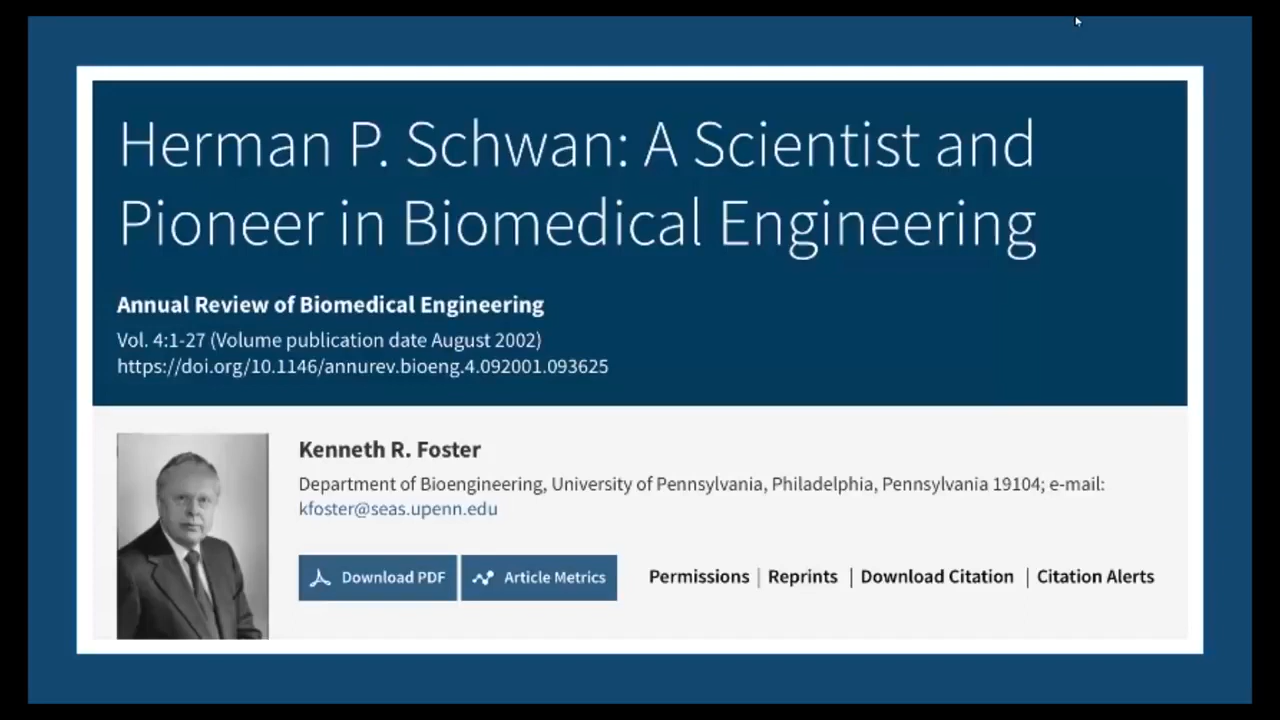 Herman P. Schwan: A Scientist and
Pioneer in Biomedical Engineering
Annual Review of Biomedical Engineering
Vol. 4:1-27 (Volume publication date August 2002)
https://doi.org/10.1146/annurev.bioeng.4.092001.093625
Kenneth R. Foster
Department of Bioengineering, University of Pennsylvania, Philadelphia, Pennsylvania 19104; e-mail:
kfoster@seas.upenn.edu
Download PDF Article Metrics Permissions | Reprints | Download Citation | Citation Alerts